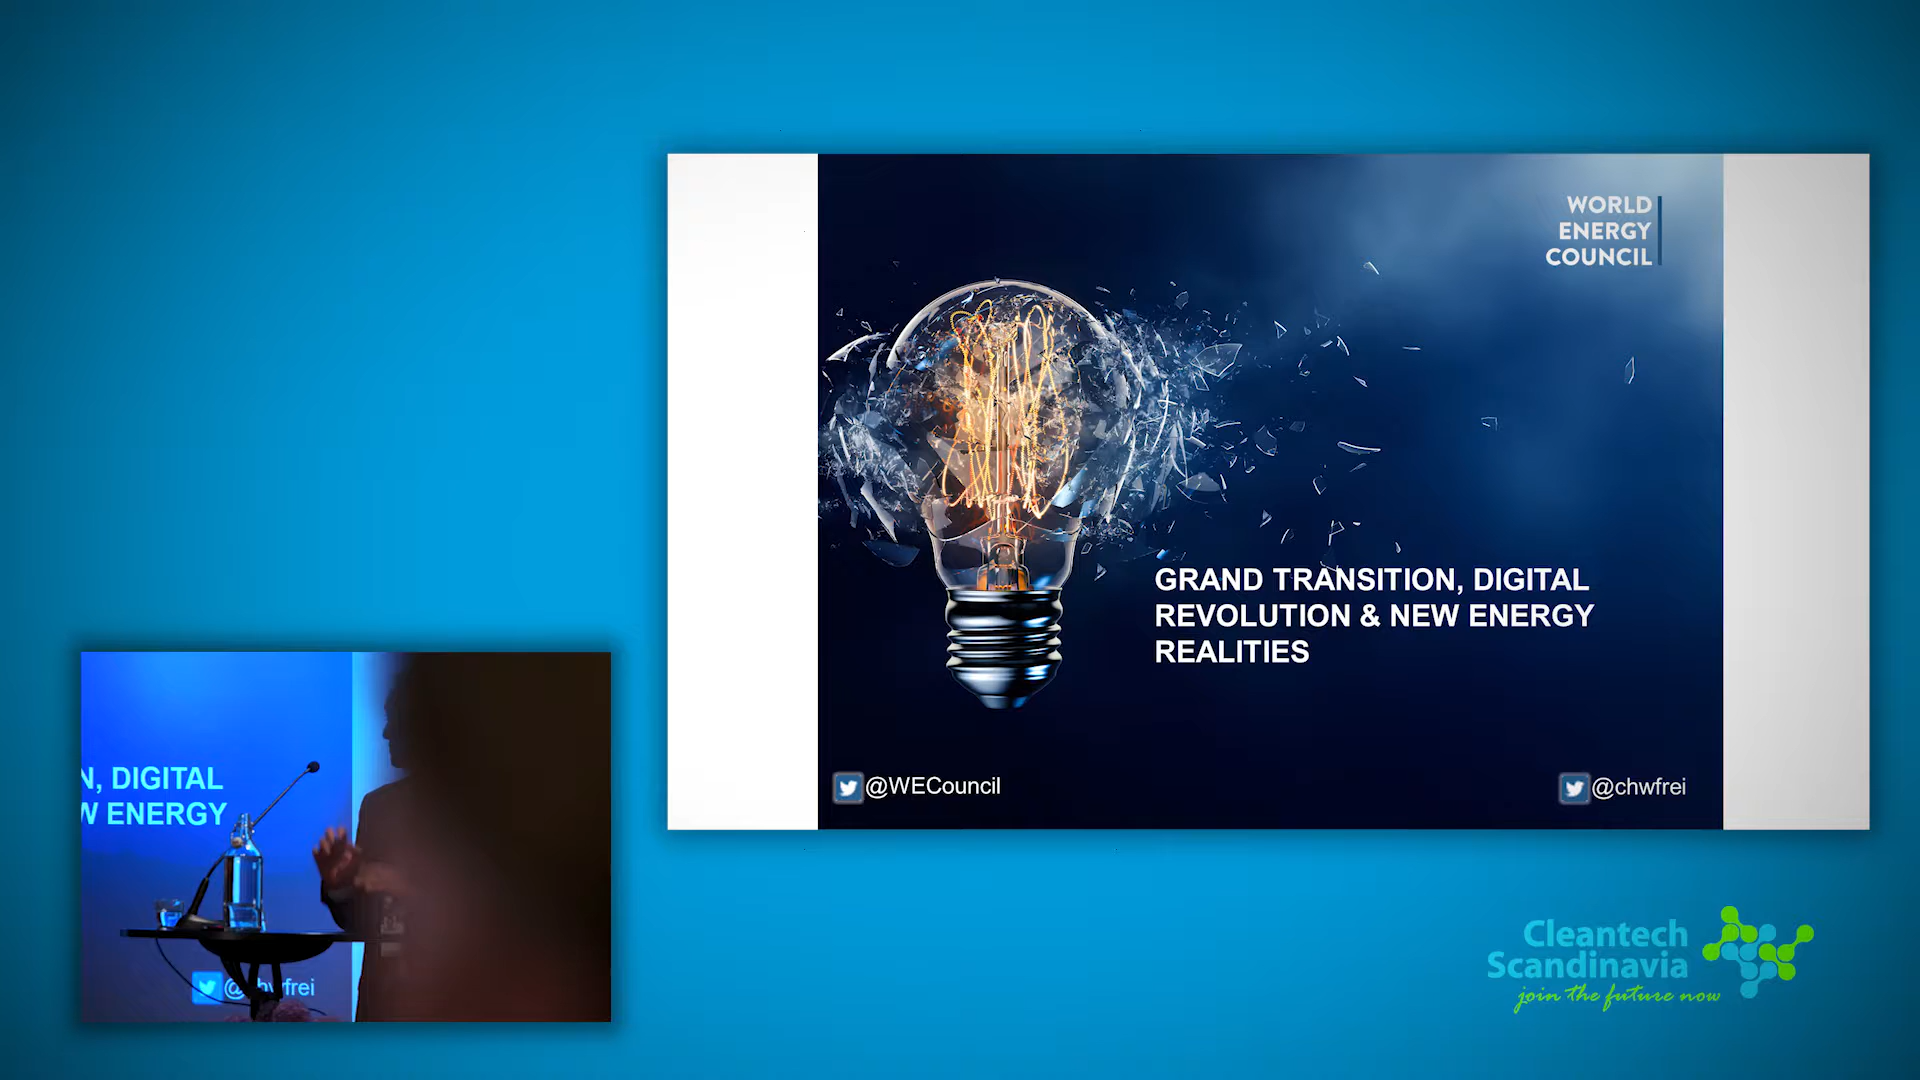 WORLD
ENERGY
COUNCIL
GRAND TRANSITION, DIGITAL
REVOLUTION & NEW ENERGY
REALITIES
@WECouncil
@chwfrei
N, DIGITAL
W ENERGY
@chwfrei
Cleantech
Scandinavia
join the future now